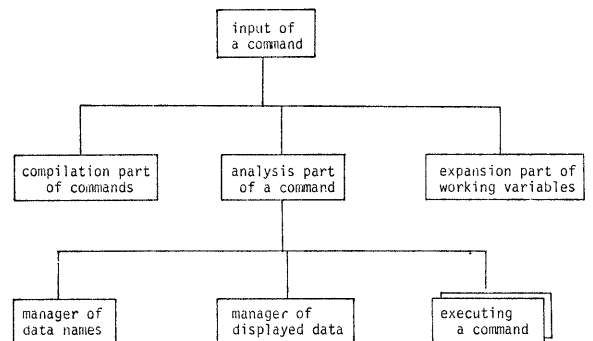 input of
a command
compilation part
of commands
analysis part
of a command
expansion part of
working variables
manager of
data names
manager of
displayed data
executing
a command